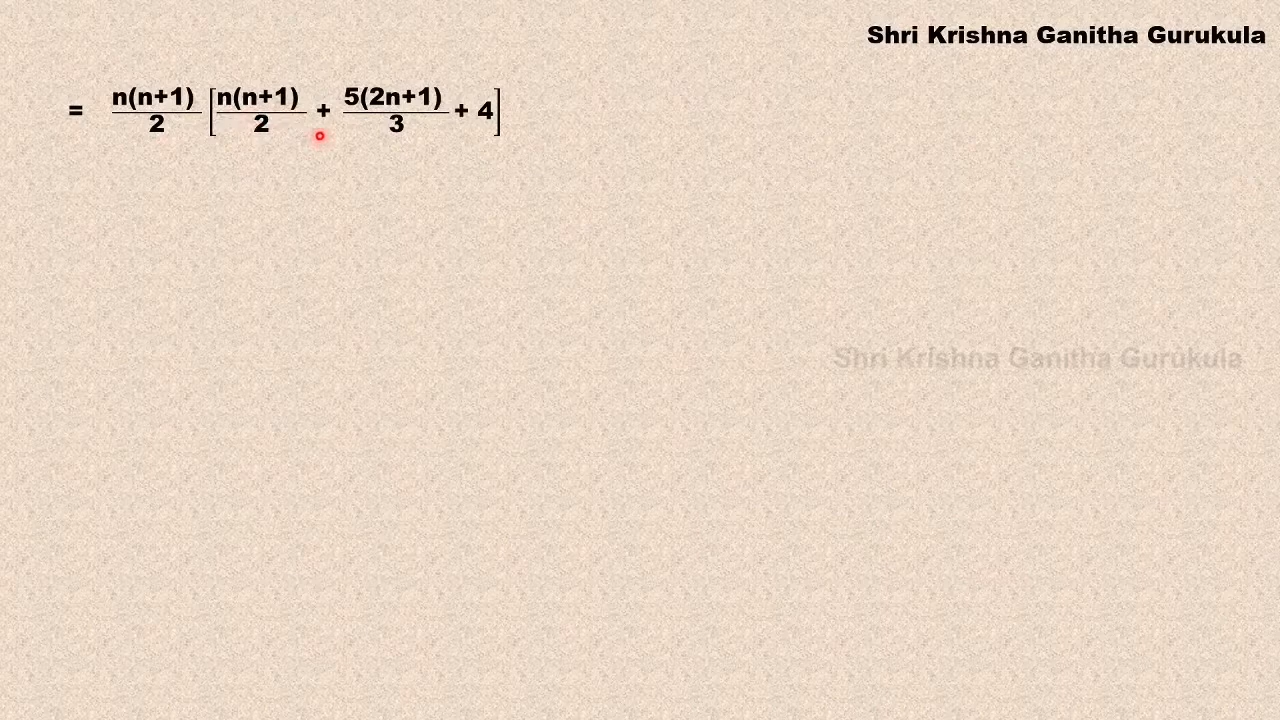 Shri Krishna Ganitha Gurukula
= n(n+1)/2 [n(n+1)/2 + 5(2n+1)/3 + 4]
Shri Krishna Ganitha Gurukula